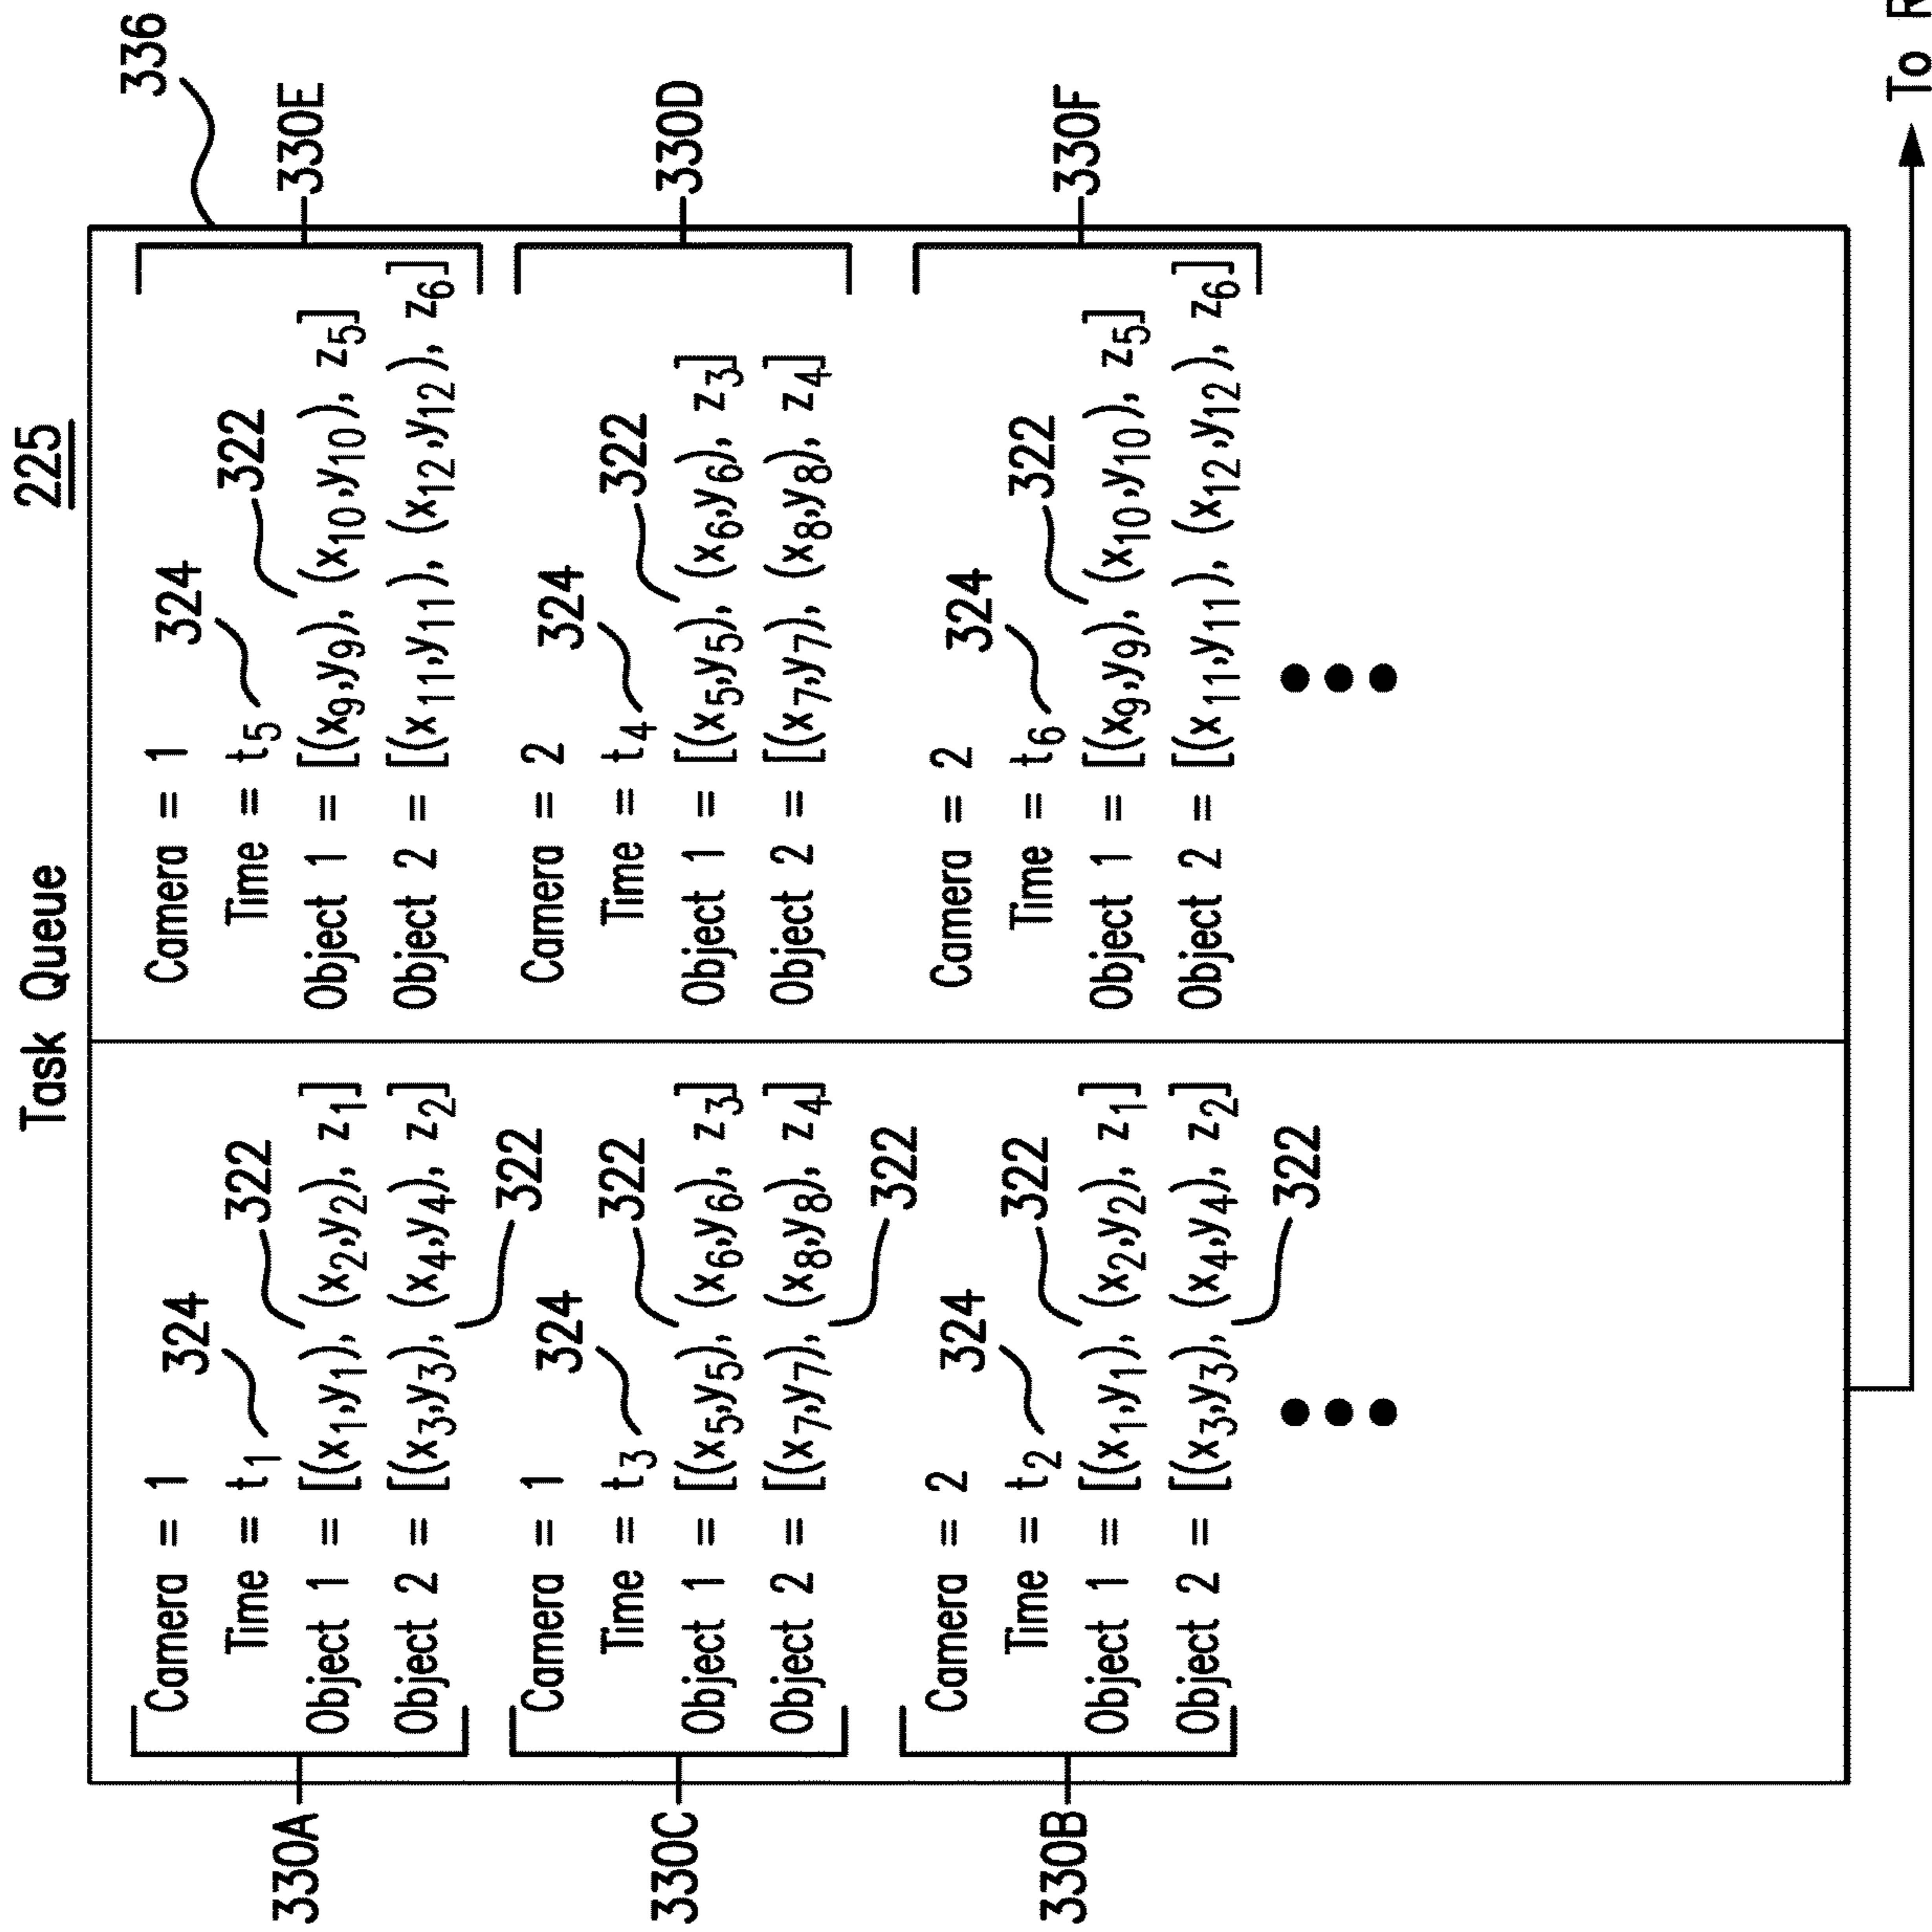 Task Queue
225
336
324
322
Camera = 1
Time = t1
Object 1 = [(x1,y1), (x2,y2), z1]
Object 2 = [(x3,y3), (x4,y4), z2]
330A
322
324
322
Camera = 1
Time = t3
Object 1 = [(x5,y5), (x6,y6), z3]
Object 2 = [(x7,y7), (x8,y8), z4]
330C
322
324
322
Camera = 2
Time = t2
Object 1 = [(x1,y1), (x2,y2), z1]
Object 2 = [(x3,y3), (x4,y4), z2]
330B
322
324
322
Camera = 1
Time = t5
Object 1 = [(x9,y9), (x10,y10), z5]
Object 2 = [(x11,y11), (x12,y12), z6]
330E
324
322
Camera = 2
Time = t4
Object 1 = [(x5,y5), (x6,y6), z3]
Object 2 = [(x7,y7), (x8,y8), z4]
330D
324
322
Camera = 2
Time = t6
Object 1 = [(x9,y9), (x10,y10), z5]
Object 2 = [(x11,y11), (x12,y12), z6]
330F
To